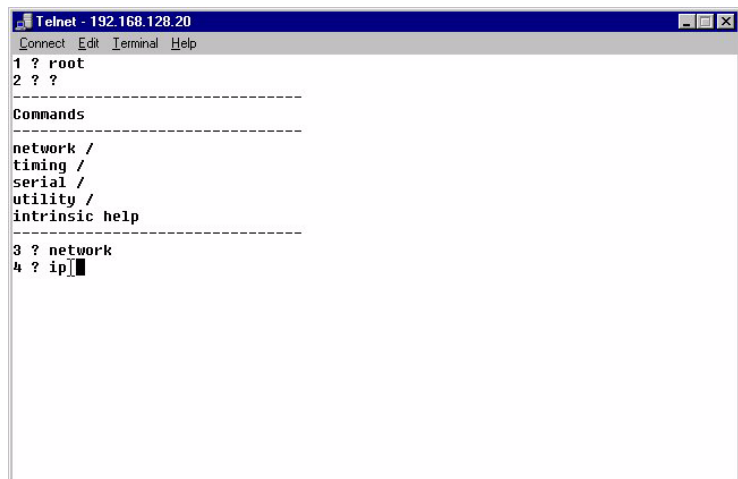 Telnet - 192.168.128.20
Connect Edit Terminal Help
1 ? root
2 ? ?
--------------------------------
Commands
--------------------------------
network /
timing /
serial /
utility /
intrinsic help
--------------------------------
3 ? network
4 ? ip